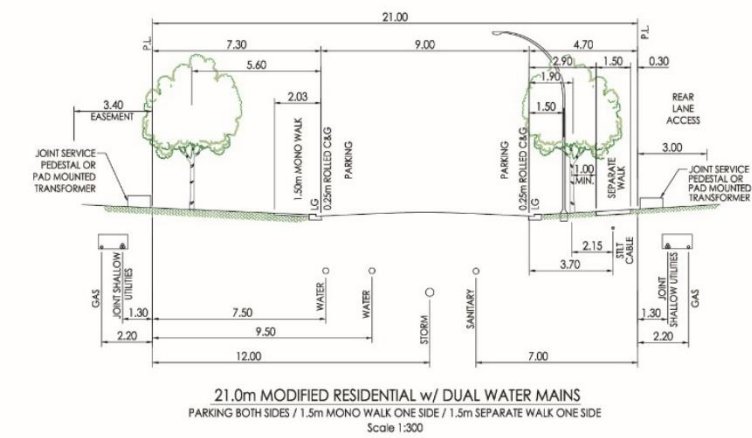 21.00
P.L.
P.L.
7.30
9.00
4.70
5.60
2.90
1.50
0.30
1.90
2.03
1.50
3.40
EASEMENT
REAR
LANE
ACCESS
3.00
1.00
MIN.
JOINT SERVICE
PEDESTAL OR
PAD MOUNTED
TRANSFORMER
1.50m MONO WALK
LG
0.25m ROLLED C&G
PARKING
PARKING
0.25m ROLLED C&G
LG
SEPARATE
WALK
JOINT SERVICE
PEDESTAL OR
PAD MOUNTED
TRANSFORMER
2.15
3.70
STLT
CABLE
GAS
JOINT SHALLOW
UTILITIES
WATER
WATER
STORM
SANITARY
JOINT
SHALLOW UTILITIES
GAS
1.30
7.50
1.30
2.20
9.50
2.20
12.00
7.00
21.0m MODIFIED RESIDENTIAL w/ DUAL WATER MAINS
PARKING BOTH SIDES / 1.5m MONO WALK ONE SIDE / 1.5m SEPARATE WALK ONE SIDE
Scale 1:300